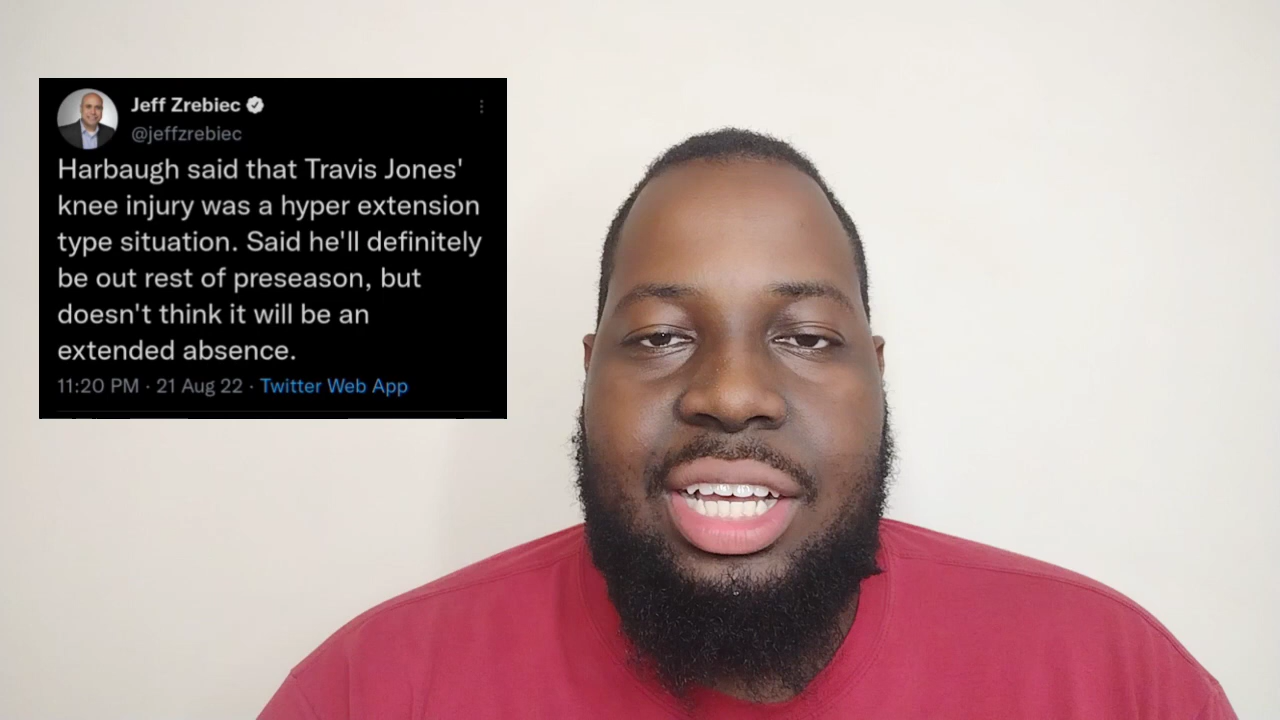 Jeff Zrebiec
@jeffzrebiec
Harbaugh said that Travis Jones'
knee injury was a hyper extension
type situation. Said he'll definitely
be out rest of preseason, but
doesn't think it will be an
extended absence.
11:20 PM · 21 Aug 22 · Twitter Web App